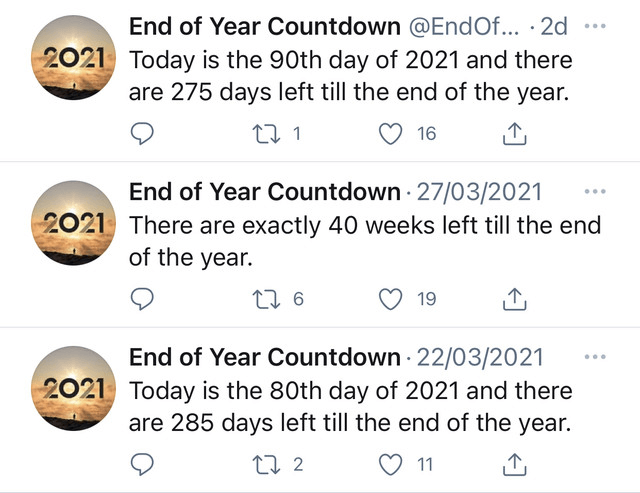 2021
End of Year Countdown @EndOf... · 2d
Today is the 90th day of 2021 and there
are 275 days left till the end of the year.
1 16
2021
End of Year Countdown · 27/03/2021
There are exactly 40 weeks left till the end
of the year.
6 19
2021
End of Year Countdown · 22/03/2021
Today is the 80th day of 2021 and there
are 285 days left till the end of the year.
2 11